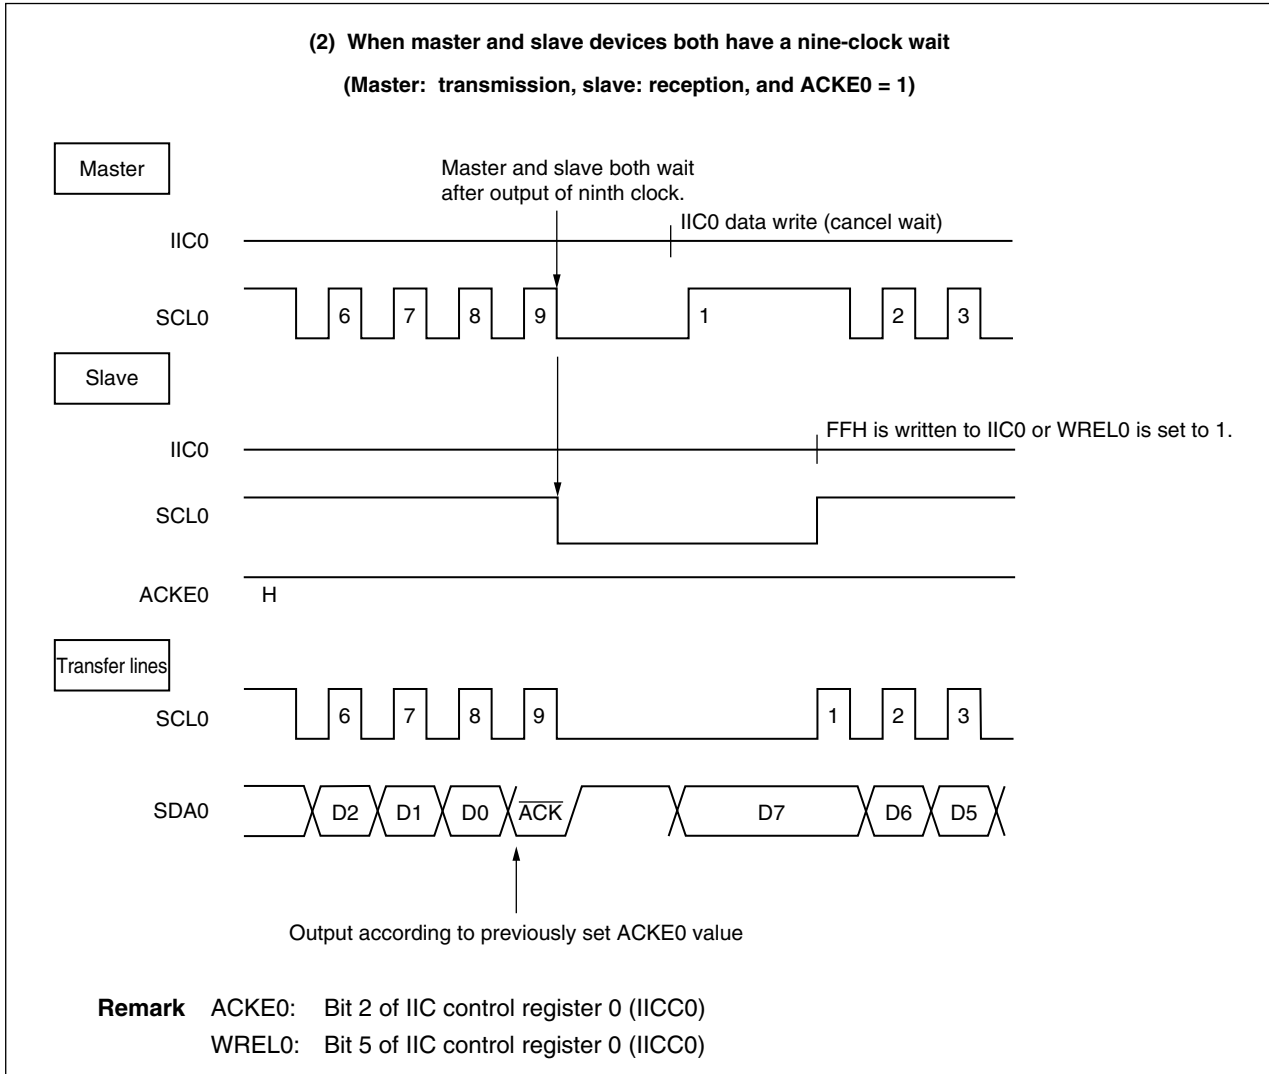 (2) When master and slave devices both have a nine-clock wait
(Master: transmission, slave: reception, and ACKE0 = 1)
Master
Master and slave both wait
after output of ninth clock.
IIC0 data write (cancel wait)
IIC0
SCL0 6 7 8 9 1 2 3
Slave
FFH is written to IIC0 or WREL0 is set to 1.
IIC0
SCL0
ACKE0 H
Transfer lines
SCL0 6 7 8 9 1 2 3
SDA0 D2 D1 D0 ACK D7 D6 D5
Output according to previously set ACKE0 value
Remark ACKE0: Bit 2 of IIC control register 0 (IICC0)
WREL0: Bit 5 of IIC control register 0 (IICC0)